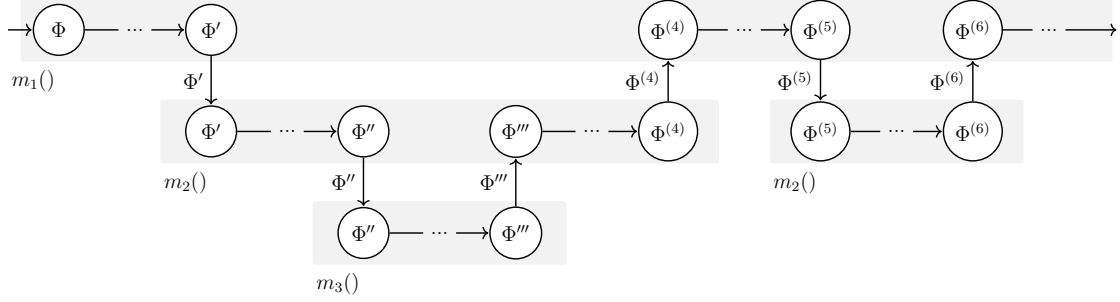 Φ ... Φ′ Φ⁽⁴⁾ ... Φ⁽⁵⁾ Φ⁽⁶⁾ ...
m₁() Φ′ Φ⁽⁴⁾ Φ⁽⁵⁾ Φ⁽⁶⁾
Φ′ ... Φ″ Φ‴ ... Φ⁽⁴⁾ Φ⁽⁵⁾ ... Φ⁽⁶⁾
m₂() Φ″ Φ‴ m₂()
Φ″ ... Φ‴
m₃()